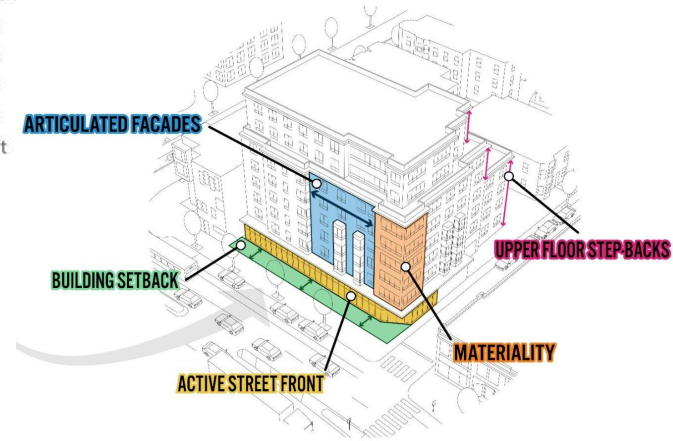 ARTICULATED FACADES
t
UPPER FLOOR STEP-BACKS
BUILDING SETBACK
MATERIALITY
ACTIVE STREET FRONT